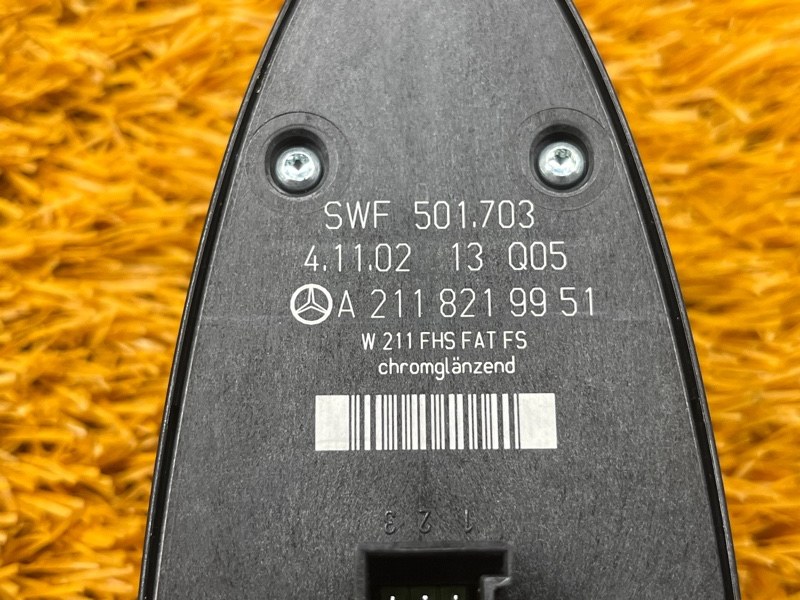 SWF 501.703
4.11.02 13 Q05
A 211 821 99 51
W 211 FHS FAT FS
chromglänzend
3 2 1